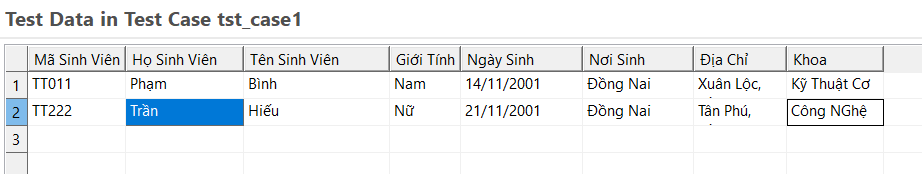 Test Data in Test Case tst_case1
Mã Sinh Viên Họ Sinh Viên Tên Sinh Viên Giới Tính Ngày Sinh Nơi Sinh Địa Chỉ Khoa
1 TT011 Phạm Bình Nam 14/11/2001 Đồng Nai Xuân Lộc, Kỹ Thuật Cơ
2 TT222 Trần Hiếu Nữ 21/11/2001 Đồng Nai Tân Phú, Công NGhệ
3